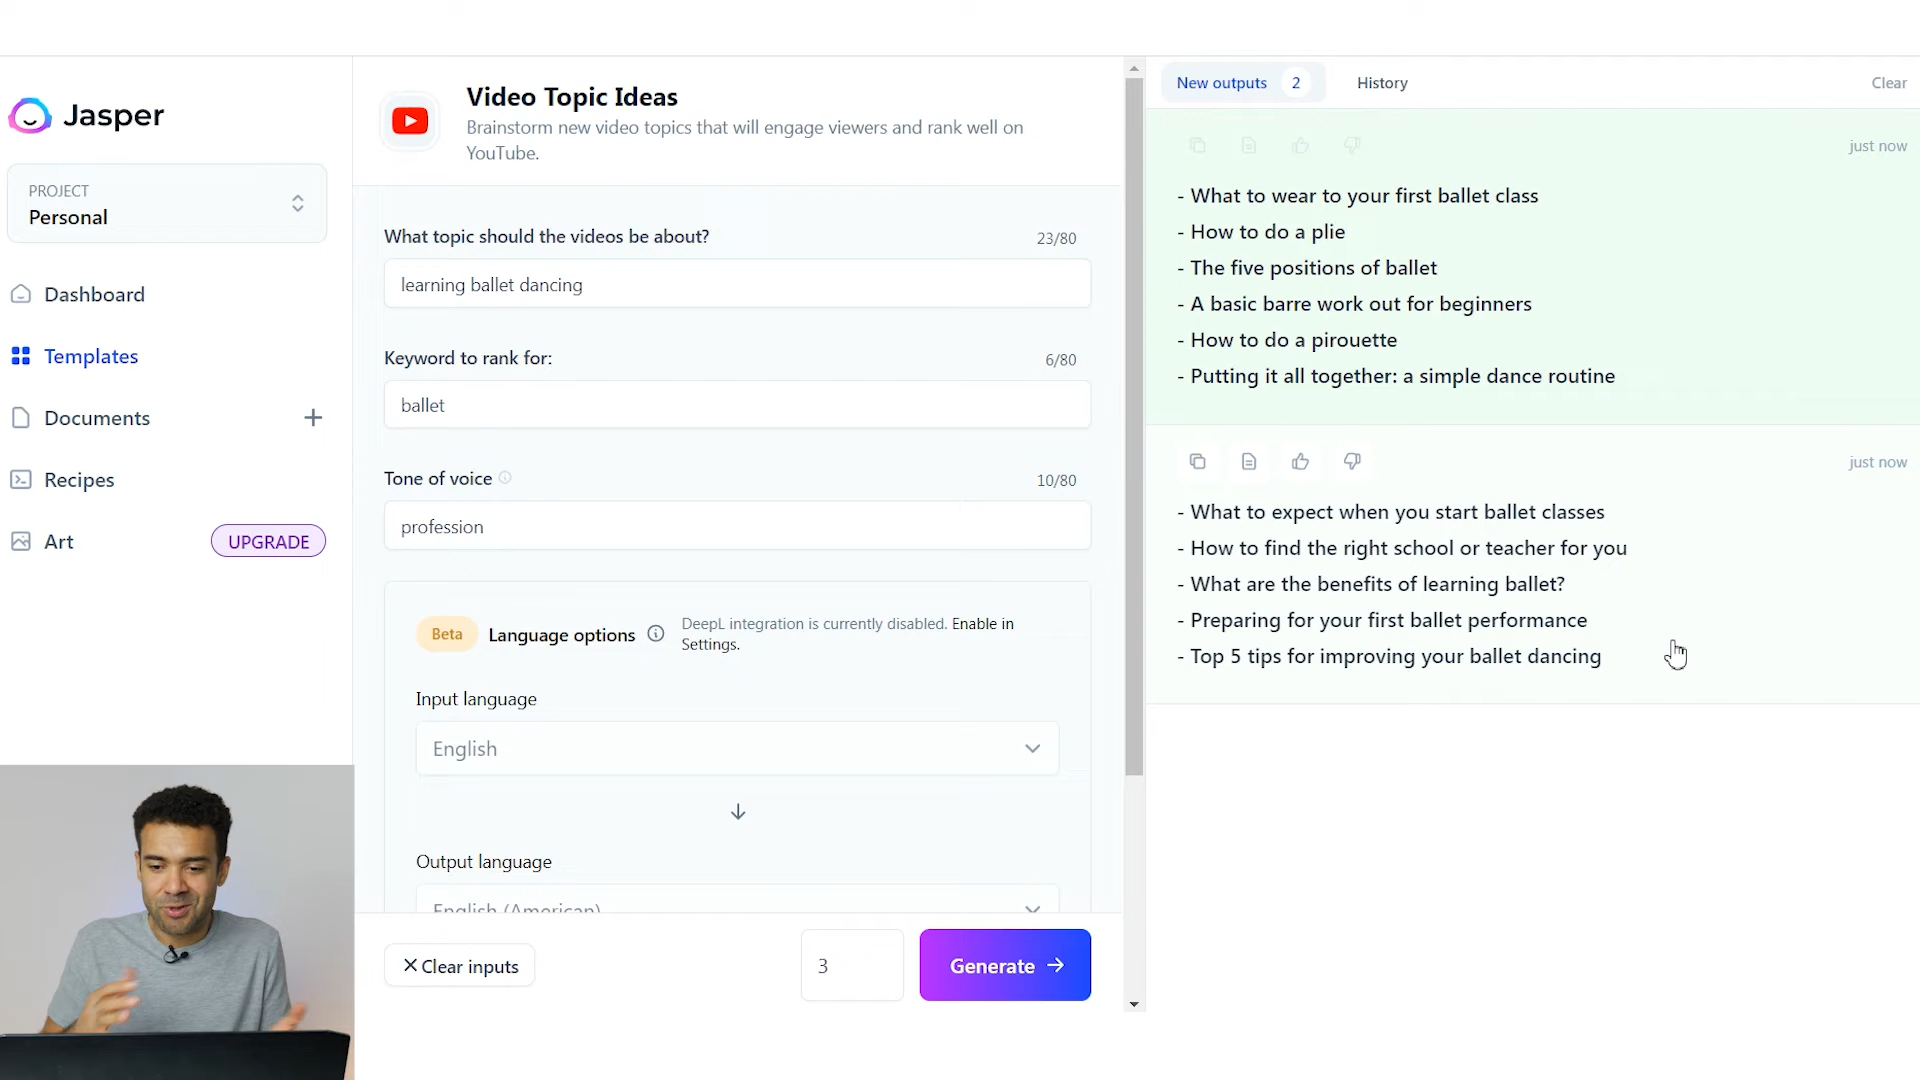 Jasper
PROJECT
Personal
Dashboard
Templates
Documents
Recipes
Art
UPGRADE
Video Topic Ideas
Brainstorm new video topics that will engage viewers and rank well on
YouTube.
What topic should the videos be about?
23/80
learning ballet dancing
Keyword to rank for:
6/80
ballet
Tone of voice
10/80
profession
Beta
Language options
DeepL integration is currently disabled. Enable in
Settings.
Input language
English
Output language
English (American)
Clear inputs
3
Generate
New outputs 2
History
Clear
just now
- What to wear to your first ballet class
- How to do a plie
- The five positions of ballet
- A basic barre work out for beginners
- How to do a pirouette
- Putting it all together: a simple dance routine
just now
- What to expect when you start ballet classes
- How to find the right school or teacher for you
- What are the benefits of learning ballet?
- Preparing for your first ballet performance
- Top 5 tips for improving your ballet dancing